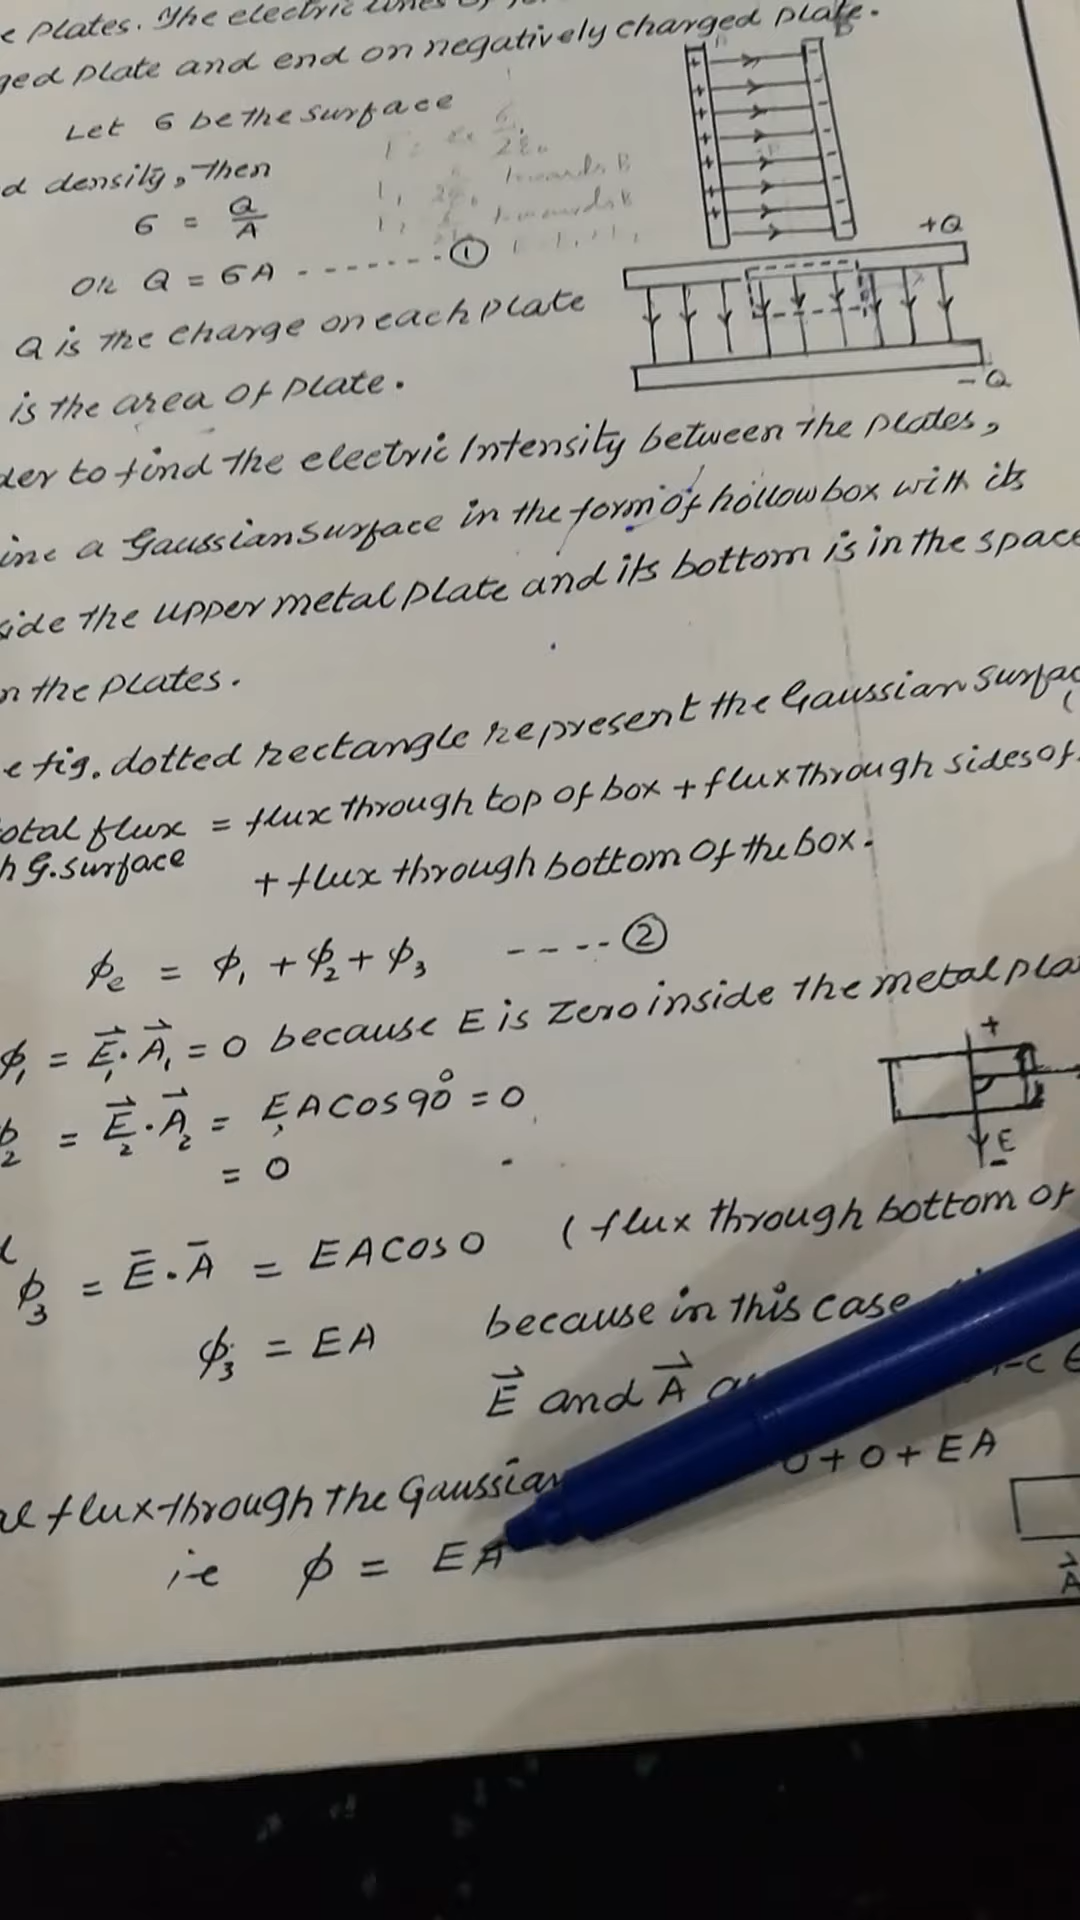 e plates. The electric lines of
ged plate and end on negatively charged plate.
Let σ be the surface
d density, Then
σ = Q/A
or Q = σA - - - - - - - ①
Q is the charge on each plate
is the area of plate.
+Q
-Q
der to find the electric Intensity between the plates,
ine a Gaussian surface in the form of hollow box with its
side the upper metal plate and its bottom is in the space
n the plates.
e fig. dotted rectangle represent the Gaussian surfac
otal flux = flux through top of box + flux through sides of
h G. surface + flux through bottom of the box.
ϕe = ϕ1 + ϕ2 + ϕ3 - - - - ②
ϕ1 = E⃗1 . A⃗1 = 0 because E is zero inside the metal pla
ϕ2 = E⃗2 . A⃗2 = EA cos 90° = 0
= 0
+
E
-
ϕ3 = E̅ . A̅ = EA cos 0 ( flux through bottom of
ϕ3 = EA because in this case
E⃗ and A⃗
al flux through the Gaussian 0 + 0 + EA
i-e ϕ = EA
A⃗